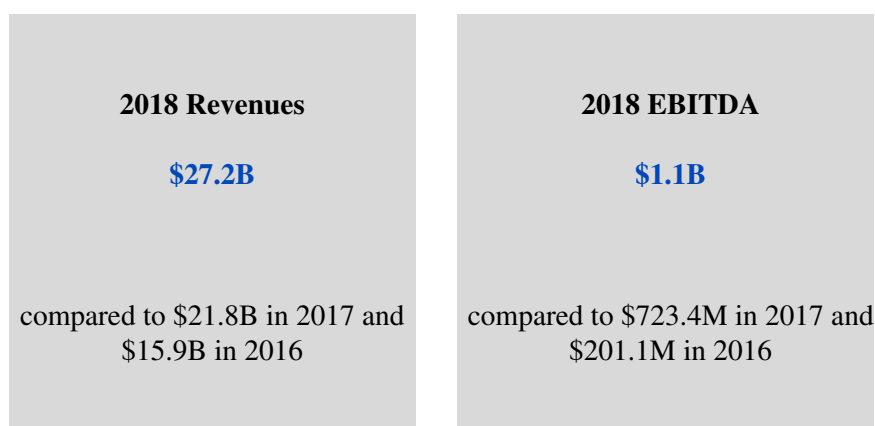 2018 Revenues
$27.2B
compared to $21.8B in 2017 and
$15.9B in 2016
2018 EBITDA
$1.1B
compared to $723.4M in 2017 and
$201.1M in 2016